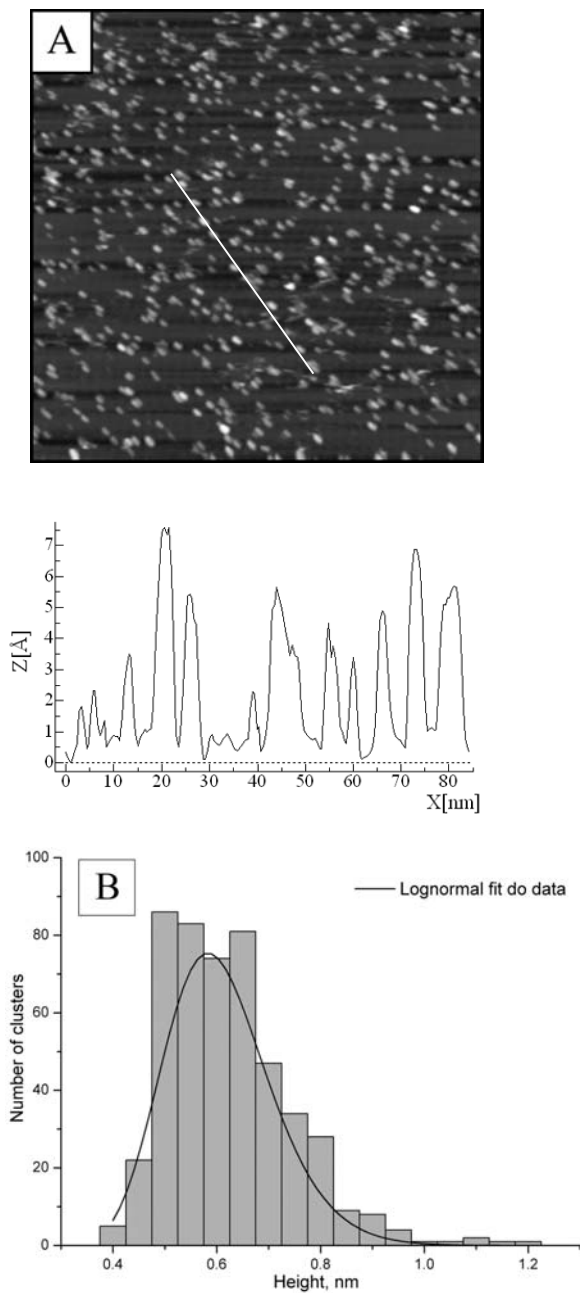 A
7
6
5
4
3
2
1
0
Z[Å]
0 10 20 30 40 50 60 70 80
X[nm]
B
Lognormal fit do data
100
80
60
40
20
0
Number of clusters
0.4 0.6 0.8 1.0 1.2
Height, nm